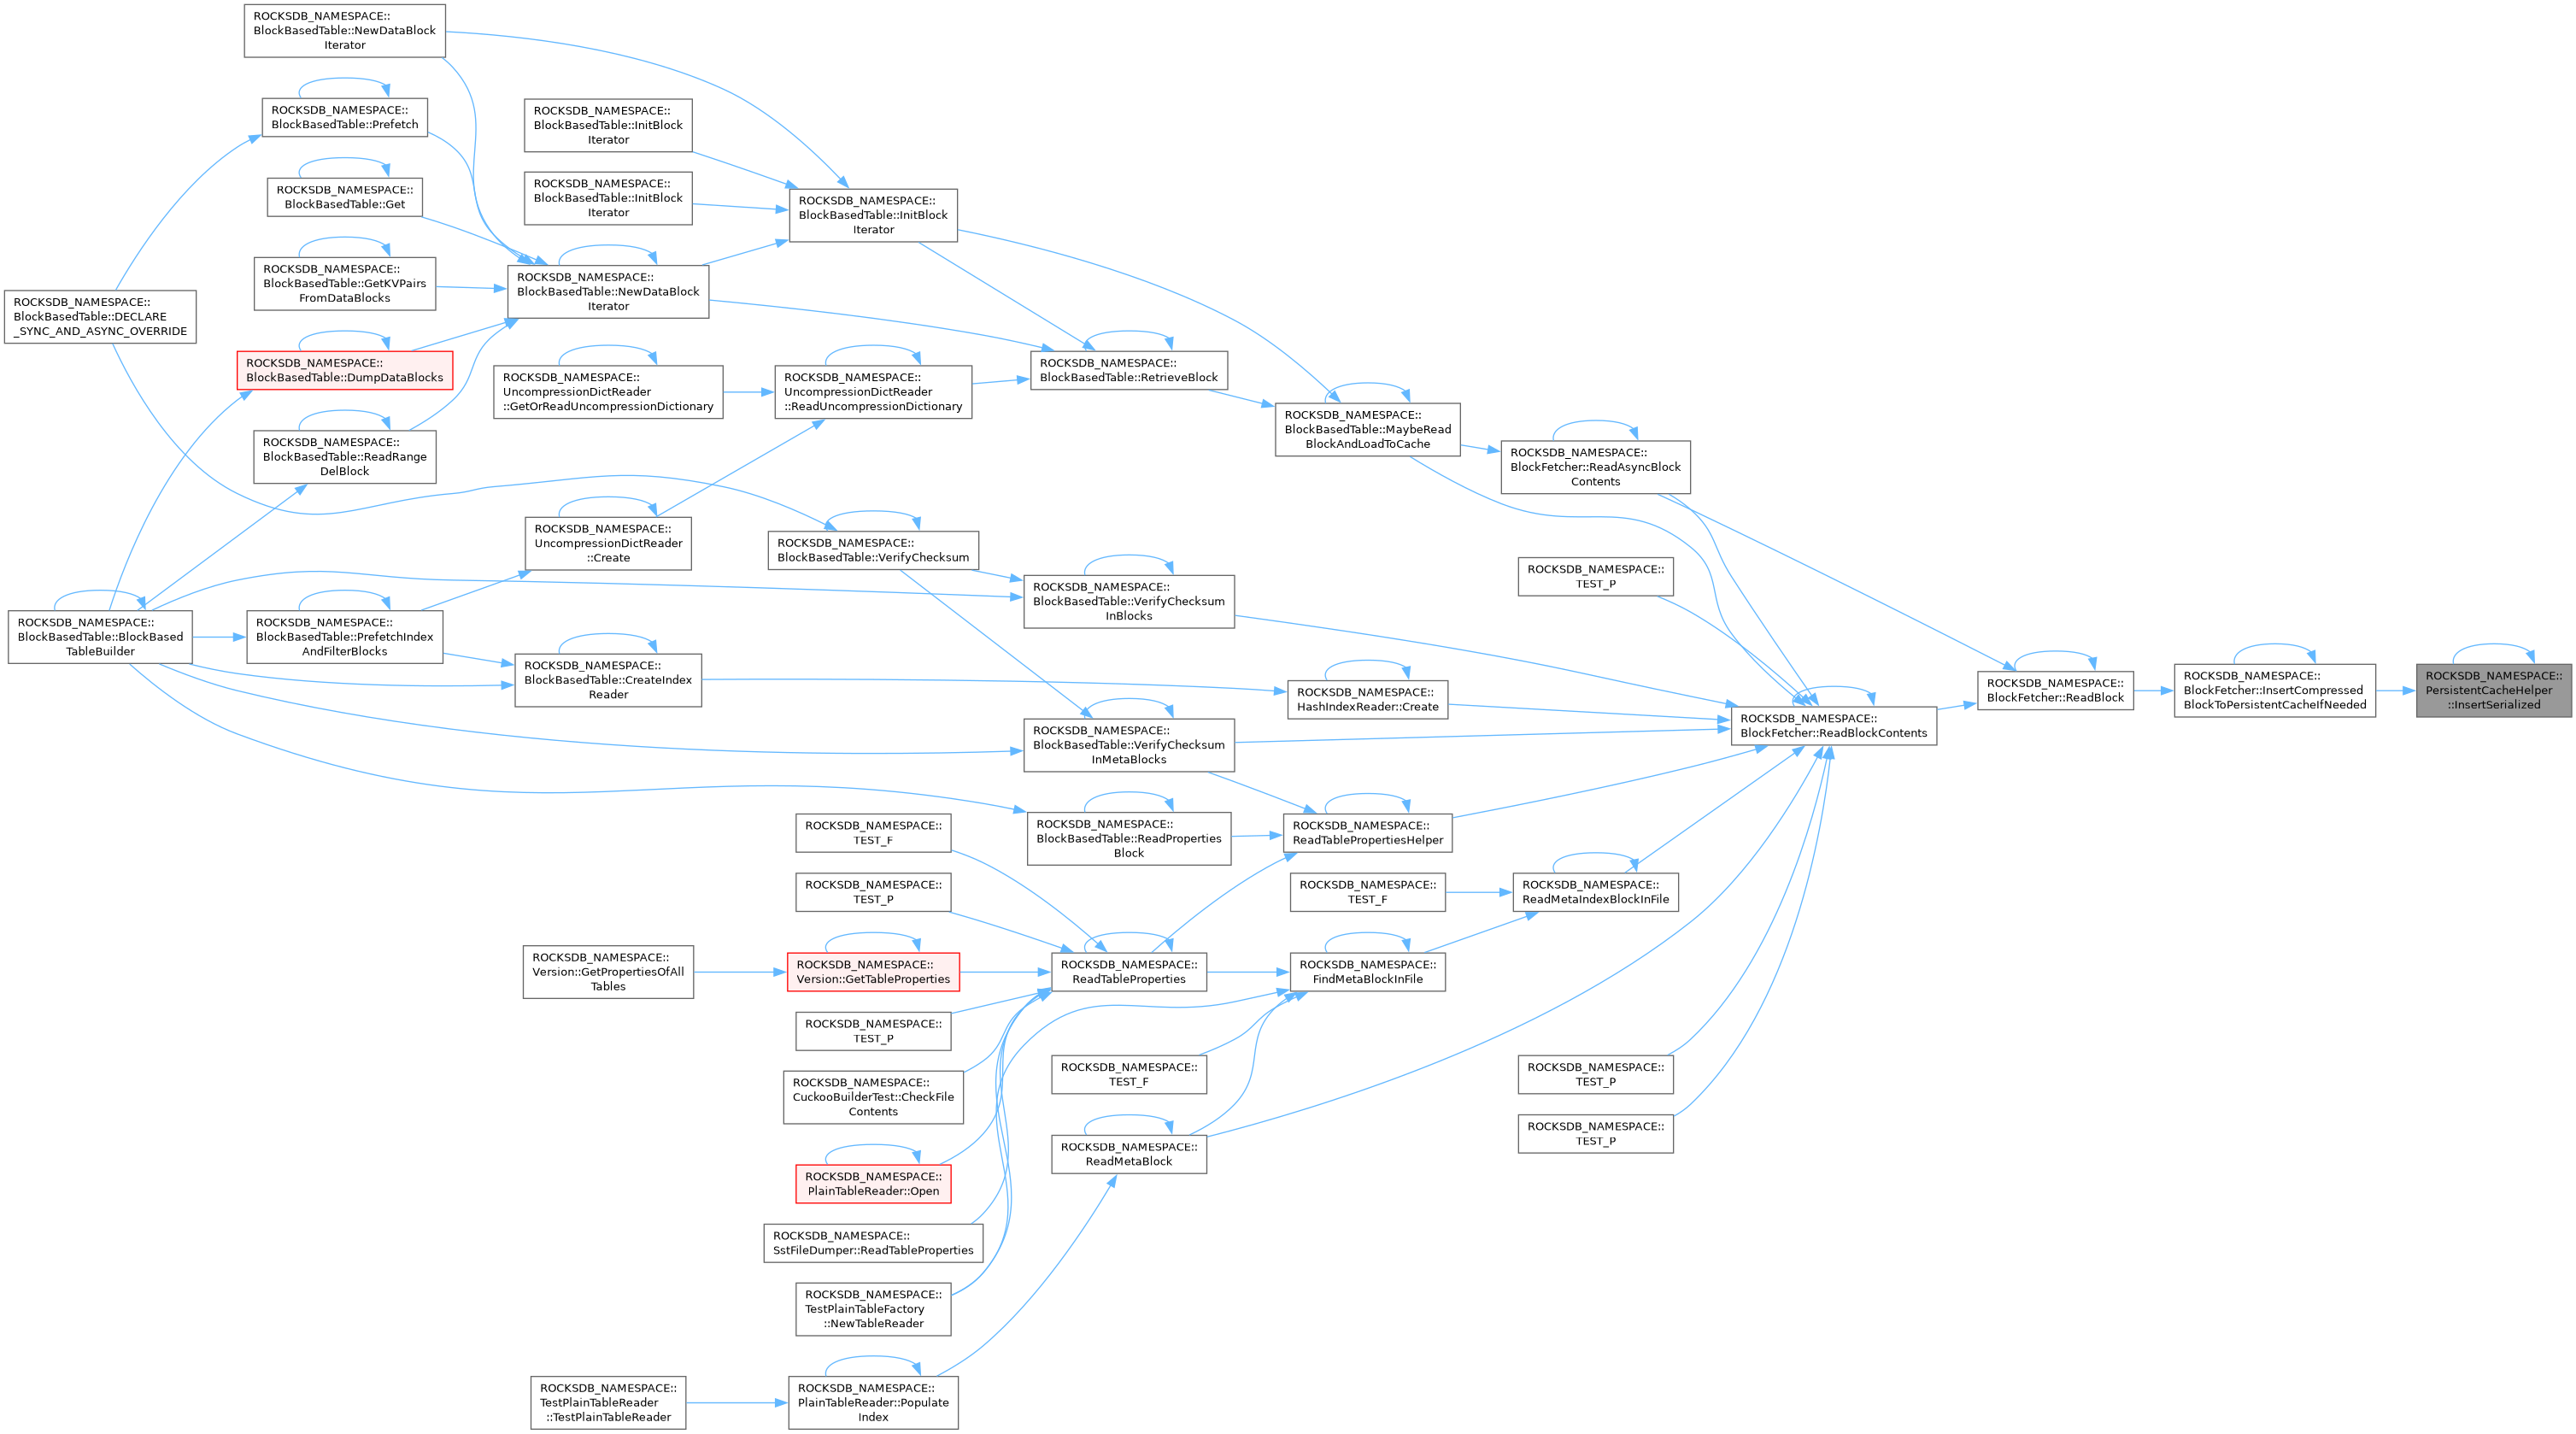 ROCKSDB_NAMESPACE::
BlockBasedTable::NewDataBlock
Iterator
ROCKSDB_NAMESPACE::
BlockBasedTable::Prefetch
ROCKSDB_NAMESPACE::
BlockBasedTable::Get
ROCKSDB_NAMESPACE::
BlockBasedTable::GetKVPairs
FromDataBlocks
ROCKSDB_NAMESPACE::
BlockBasedTable::DECLARE
_SYNC_AND_ASYNC_OVERRIDE
ROCKSDB_NAMESPACE::
BlockBasedTable::DumpDataBlocks
ROCKSDB_NAMESPACE::
BlockBasedTable::ReadRange
DelBlock
ROCKSDB_NAMESPACE::
BlockBasedTable::BlockBased
TableBuilder
ROCKSDB_NAMESPACE::
BlockBasedTable::PrefetchIndex
AndFilterBlocks
ROCKSDB_NAMESPACE::
BlockBasedTable::InitBlock
Iterator
ROCKSDB_NAMESPACE::
BlockBasedTable::InitBlock
Iterator
ROCKSDB_NAMESPACE::
BlockBasedTable::NewDataBlock
Iterator
ROCKSDB_NAMESPACE::
UncompressionDictReader
::GetOrReadUncompressionDictionary
ROCKSDB_NAMESPACE::
UncompressionDictReader
::Create
ROCKSDB_NAMESPACE::
BlockBasedTable::CreateIndex
Reader
ROCKSDB_NAMESPACE::
Version::GetPropertiesOfAll
Tables
ROCKSDB_NAMESPACE::
TestPlainTableReader
::TestPlainTableReader
ROCKSDB_NAMESPACE::
BlockBasedTable::InitBlock
Iterator
ROCKSDB_NAMESPACE::
UncompressionDictReader
::ReadUncompressionDictionary
ROCKSDB_NAMESPACE::
BlockBasedTable::VerifyChecksum
ROCKSDB_NAMESPACE::
TEST_F
ROCKSDB_NAMESPACE::
TEST_P
ROCKSDB_NAMESPACE::
Version::GetTableProperties
ROCKSDB_NAMESPACE::
TEST_P
ROCKSDB_NAMESPACE::
CuckooBuilderTest::CheckFile
Contents
ROCKSDB_NAMESPACE::
PlainTableReader::Open
ROCKSDB_NAMESPACE::
SstFileDumper::ReadTableProperties
ROCKSDB_NAMESPACE::
TestPlainTableFactory
::NewTableReader
ROCKSDB_NAMESPACE::
PlainTableReader::Populate
Index
ROCKSDB_NAMESPACE::
BlockBasedTable::RetrieveBlock
ROCKSDB_NAMESPACE::
BlockBasedTable::VerifyChecksum
InBlocks
ROCKSDB_NAMESPACE::
BlockBasedTable::VerifyChecksum
InMetaBlocks
ROCKSDB_NAMESPACE::
BlockBasedTable::ReadProperties
Block
ROCKSDB_NAMESPACE::
ReadTableProperties
ROCKSDB_NAMESPACE::
TEST_F
ROCKSDB_NAMESPACE::
ReadMetaBlock
ROCKSDB_NAMESPACE::
BlockBasedTable::MaybeRead
BlockAndLoadToCache
ROCKSDB_NAMESPACE::
HashIndexReader::Create
ROCKSDB_NAMESPACE::
ReadTablePropertiesHelper
ROCKSDB_NAMESPACE::
TEST_F
ROCKSDB_NAMESPACE::
FindMetaBlockInFile
ROCKSDB_NAMESPACE::
BlockFetcher::ReadAsyncBlock
Contents
ROCKSDB_NAMESPACE::
TEST_P
ROCKSDB_NAMESPACE::
ReadMetaIndexBlockInFile
ROCKSDB_NAMESPACE::
TEST_P
ROCKSDB_NAMESPACE::
TEST_P
ROCKSDB_NAMESPACE::
BlockFetcher::ReadBlockContents
ROCKSDB_NAMESPACE::
BlockFetcher::ReadBlock
ROCKSDB_NAMESPACE::
BlockFetcher::InsertCompressed
BlockToPersistentCacheIfNeeded
ROCKSDB_NAMESPACE::
PersistentCacheHelper
::InsertSerialized